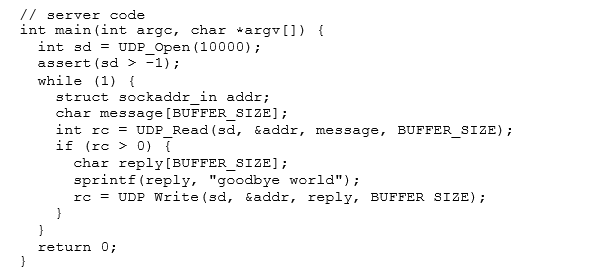 // server code
int main(int argc, char *argv[]) {
int sd = UDP_Open(10000);
assert(sd > -1);
while (1) {
struct sockaddr_in addr;
char message[BUFFER_SIZE];
int rc = UDP_Read(sd, &addr, message, BUFFER_SIZE);
if (rc > 0) {
char reply[BUFFER_SIZE];
sprintf(reply, "goodbye world");
rc = UDP Write(sd, &addr, reply, BUFFER SIZE);
}
}
return 0;
}